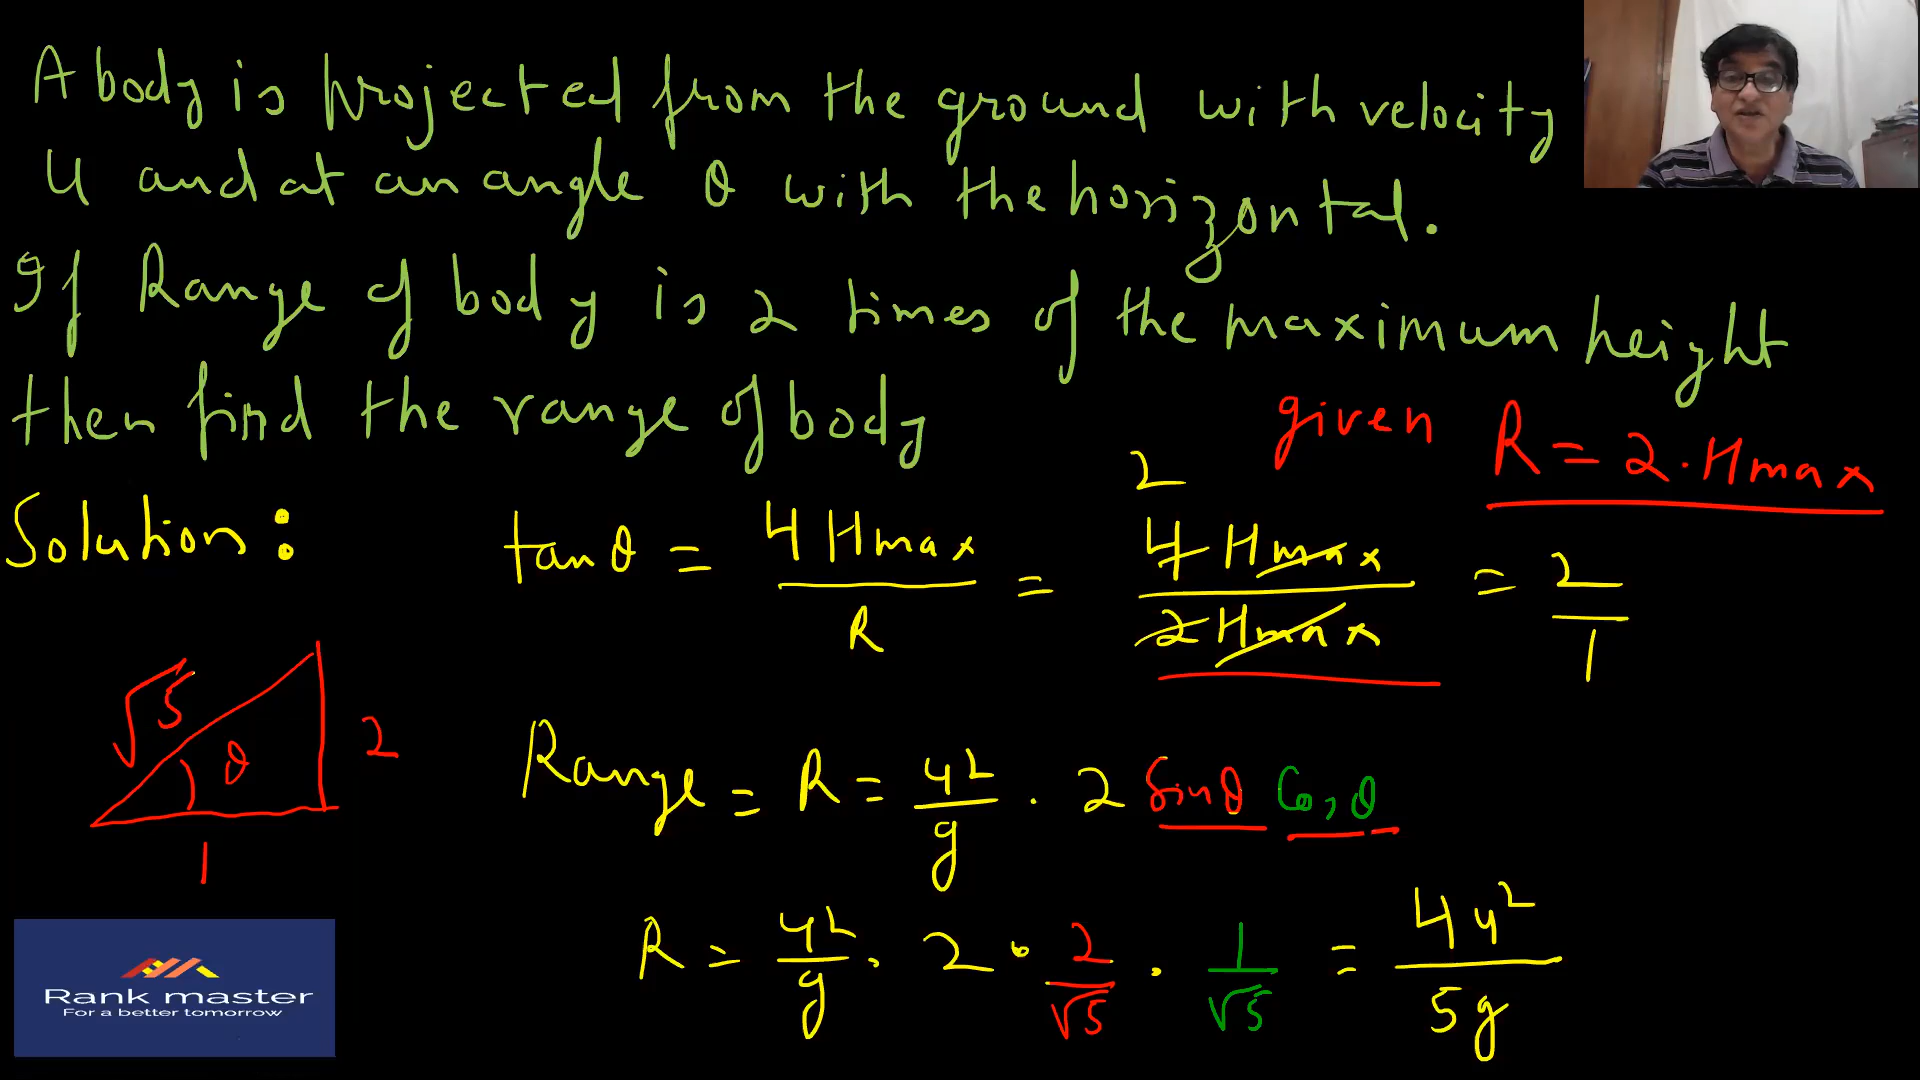 A body is projected from the ground with velocity
u and at an angle θ with the horizontal.
If Range of body is 2 times of the maximum height
then find the range of body
given R = 2 · Hmax
Solution :
tan θ = 4 Hmax / R = 4 Hmax / 2 Hmax = 2 / 1
2
√5
θ
2
1
Range = R = u² / g · 2 Sin θ Cos θ
R = u² / g · 2 · 2 / √5 · 1 / √5 = 4u² / 5g
Rank master
For a better tomorrow